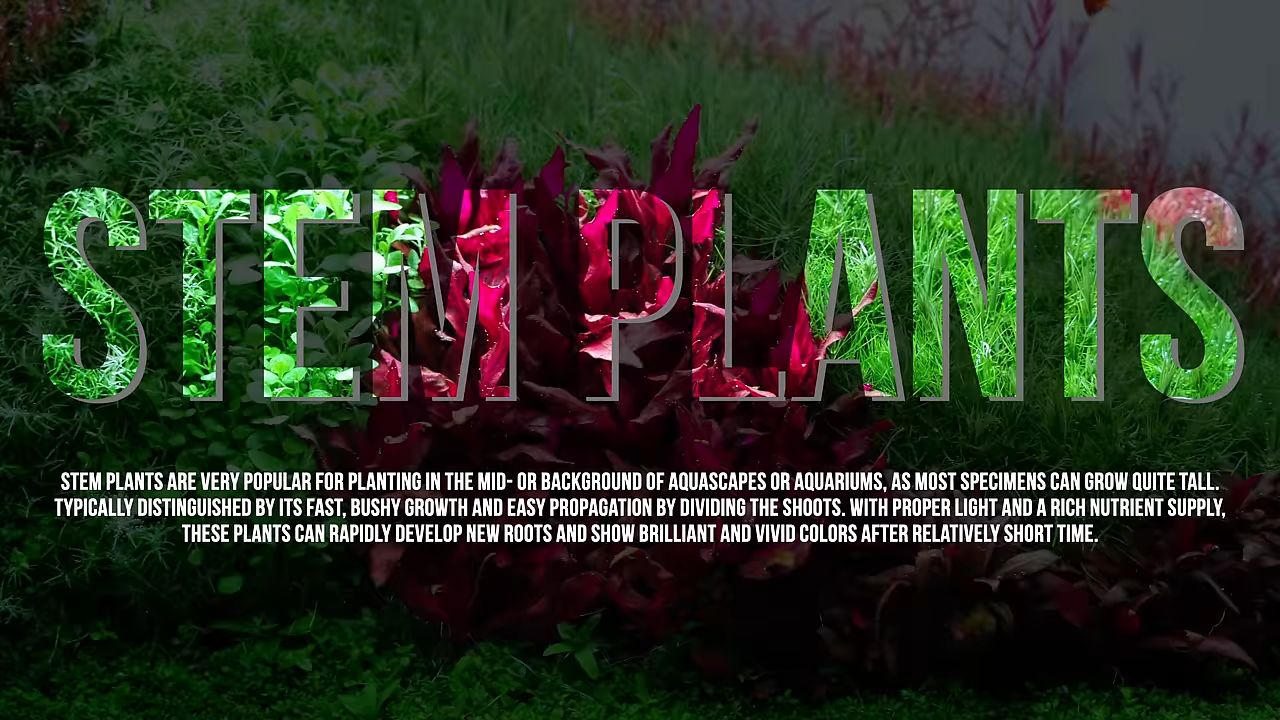 STEM PLANTS
STEM PLANTS ARE VERY POPULAR FOR PLANTING IN THE MID- OR BACKGROUND OF AQUASCAPES OR AQUARIUMS, AS MOST SPECIMENS CAN GROW QUITE TALL.
TYPICALLY DISTINGUISHED BY ITS FAST, BUSHY GROWTH AND EASY PROPAGATION BY DIVIDING THE SHOOTS. WITH PROPER LIGHT AND A RICH NUTRIENT SUPPLY,
THESE PLANTS CAN RAPIDLY DEVELOP NEW ROOTS AND SHOW BRILLIANT AND VIVID COLORS AFTER RELATIVELY SHORT TIME.